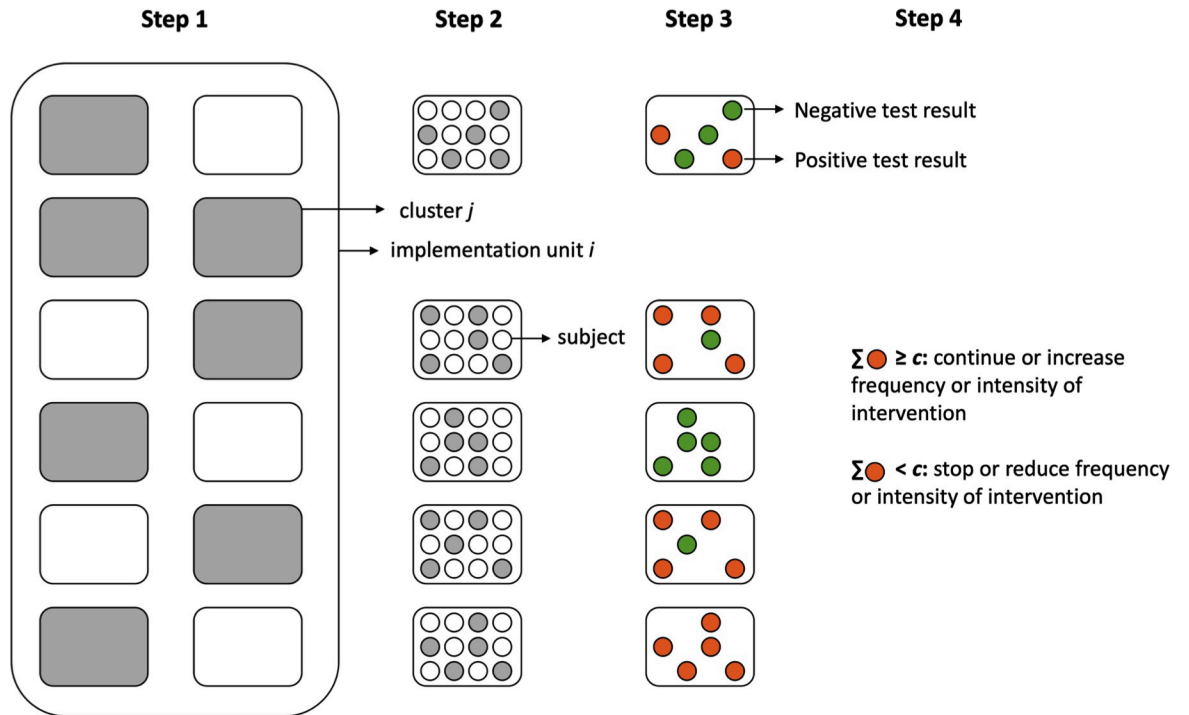 Step 1
Step 2
Step 3
Step 4
Negative test result
Positive test result
cluster j
implementation unit i
subject
∑ ≥ c: continue or increase
frequency or intensity of
intervention
∑ < c: stop or reduce frequency
or intensity of intervention